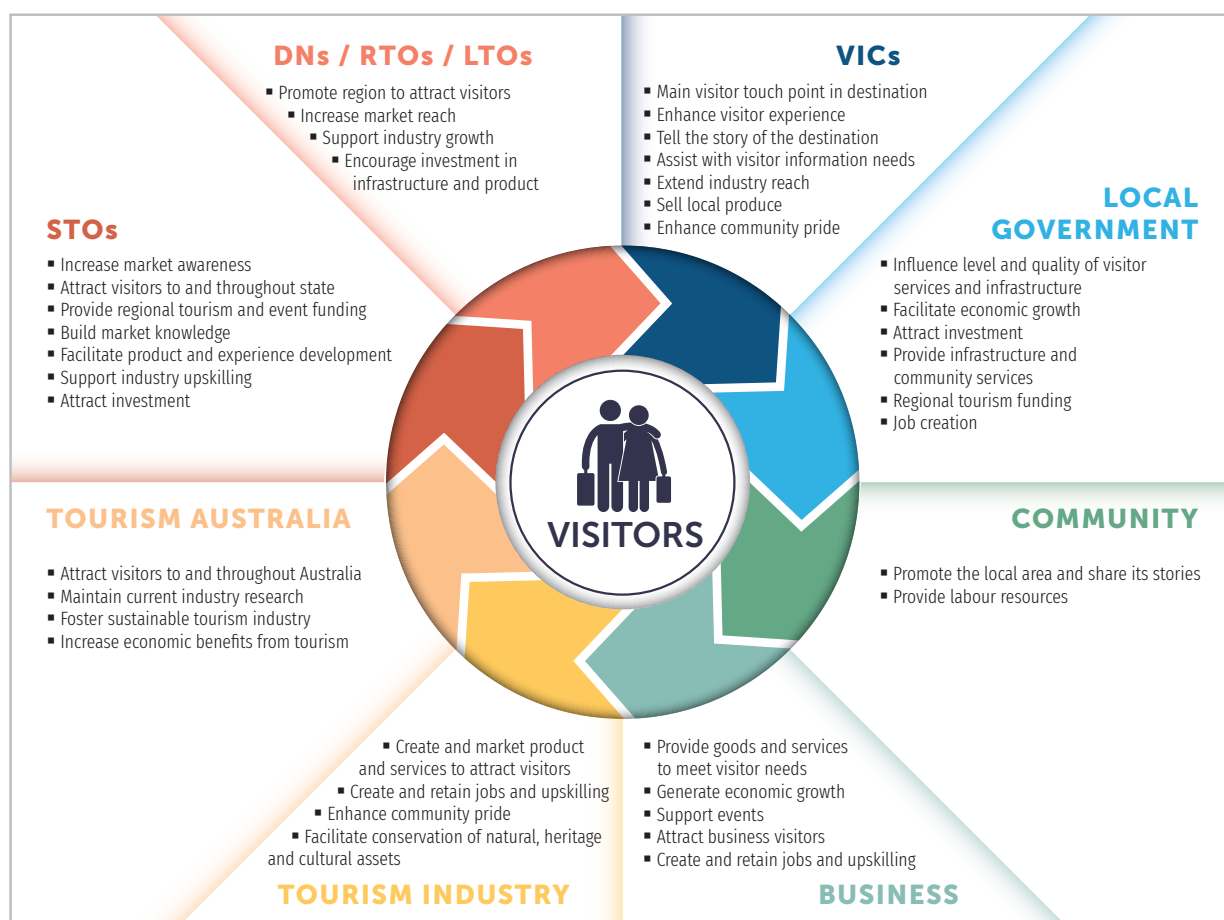 DNs / RTOs / LTOs
▪ Promote region to attract visitors
▪ Increase market reach
▪ Support industry growth
▪ Encourage investment in
infrastructure and product
VICs
▪ Main visitor touch point in destination
▪ Enhance visitor experience
▪ Tell the story of the destination
▪ Assist with visitor information needs
▪ Extend industry reach
▪ Sell local produce
▪ Enhance community pride
LOCAL
GOVERNMENT
▪ Influence level and quality of visitor
services and infrastructure
▪ Facilitate economic growth
▪ Attract investment
▪ Provide infrastructure and
community services
▪ Regional tourism funding
▪ Job creation
STOs
▪ Increase market awareness
▪ Attract visitors to and throughout state
▪ Provide regional tourism and event funding
▪ Build market knowledge
▪ Facilitate product and experience development
▪ Support industry upskilling
▪ Attract investment
VISITORS
TOURISM AUSTRALIA
▪ Attract visitors to and throughout Australia
▪ Maintain current industry research
▪ Foster sustainable tourism industry
▪ Increase economic benefits from tourism
COMMUNITY
▪ Promote the local area and share its stories
▪ Provide labour resources
▪ Create and market product
and services to attract visitors
▪ Create and retain jobs and upskilling
▪ Enhance community pride
▪ Facilitate conservation of natural, heritage
and cultural assets
TOURISM INDUSTRY
▪ Provide goods and services
to meet visitor needs
▪ Generate economic growth
▪ Support events
▪ Attract business visitors
▪ Create and retain jobs and upskilling
BUSINESS